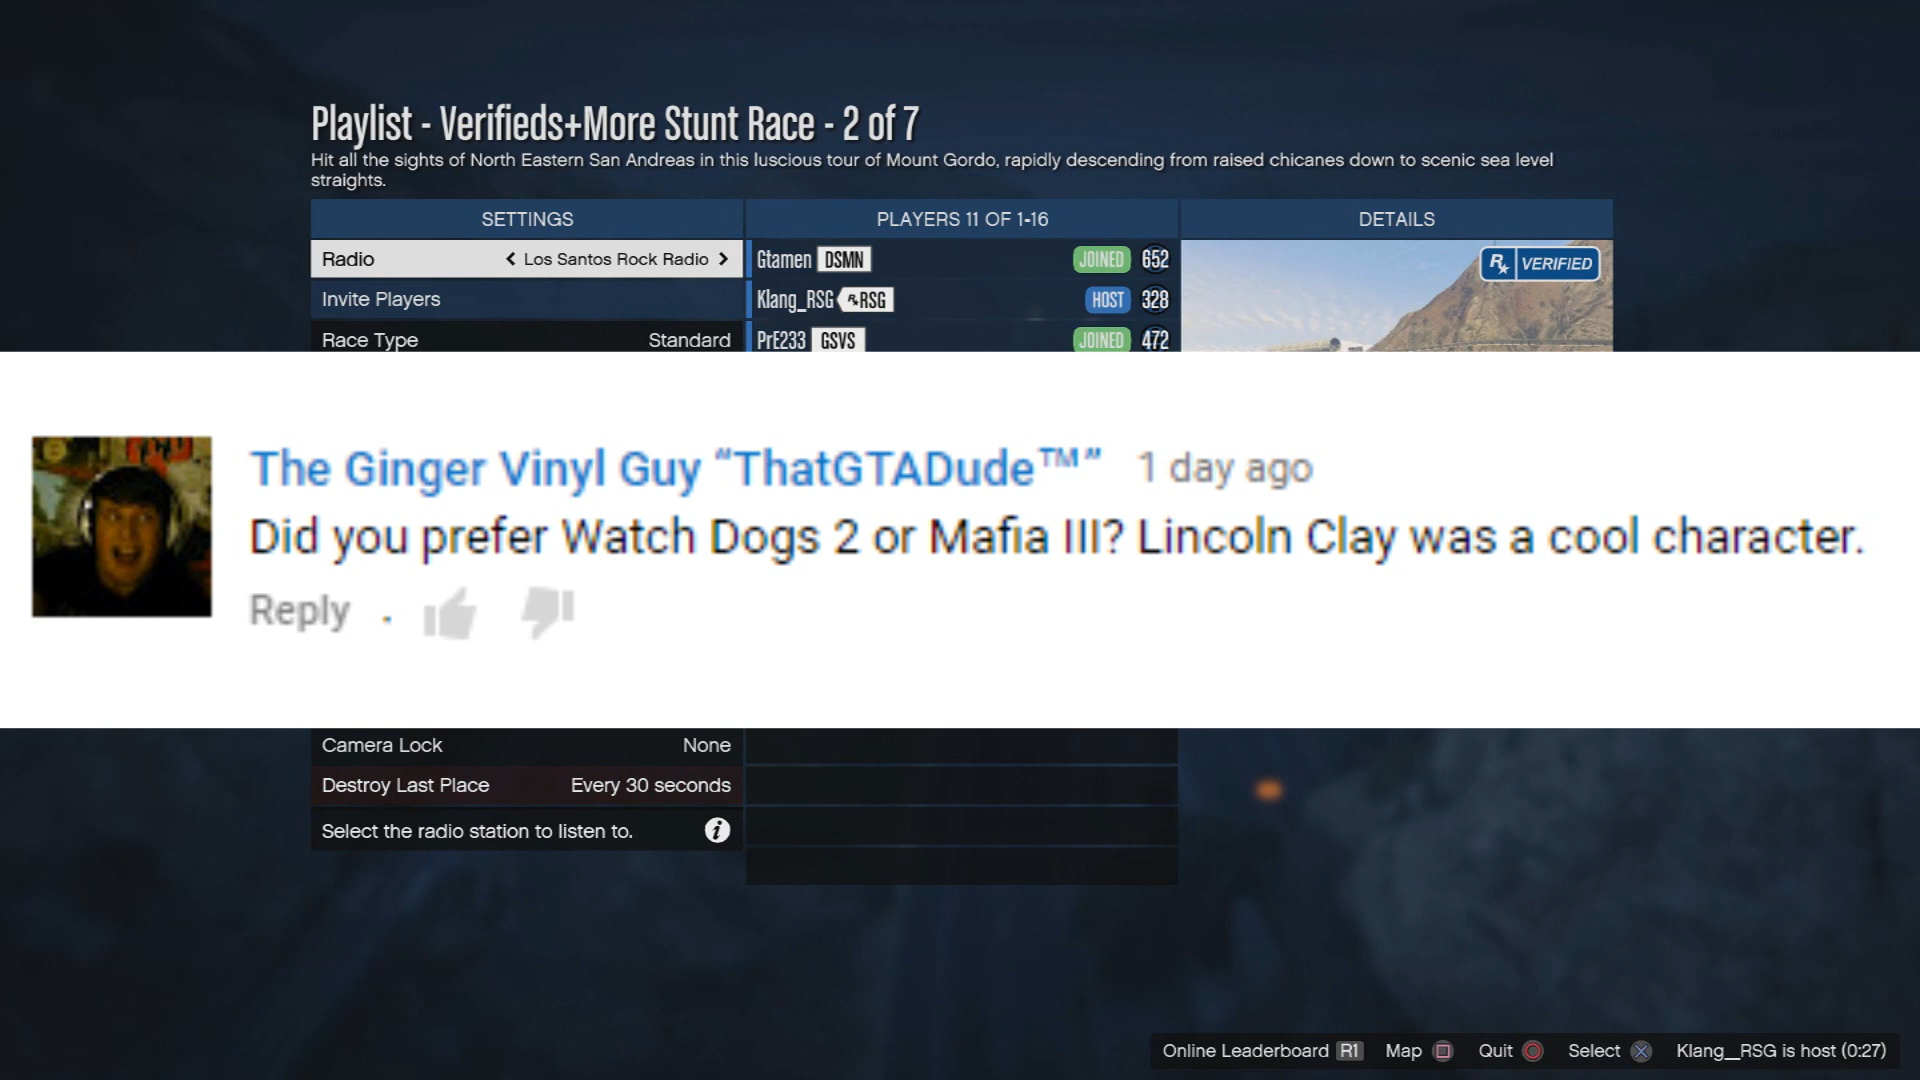 Playlist - Verifieds+More Stunt Race - 2 of 7
Hit all the sights of North Eastern San Andreas in this luscious tour of Mount Gordo, rapidly descending from raised chicanes down to scenic sea level
straights.
SETTINGS PLAYERS 11 OF 1-16 DETAILS
Radio Los Santos Rock Radio Gtamen DSMN JOINED 652 R★ VERIFIED
Invite Players Klang_RSG RSG HOST 328
Race Type Standard PrE233 GSVS JOINED 472
The Ginger Vinyl Guy “ThatGTADude™” 1 day ago
Did you prefer Watch Dogs 2 or Mafia III? Lincoln Clay was a cool character.
Reply .
Camera Lock None
Destroy Last Place Every 30 seconds
Select the radio station to listen to. i
Online Leaderboard R1 Map Quit Select Klang__RSG is host (0:27)